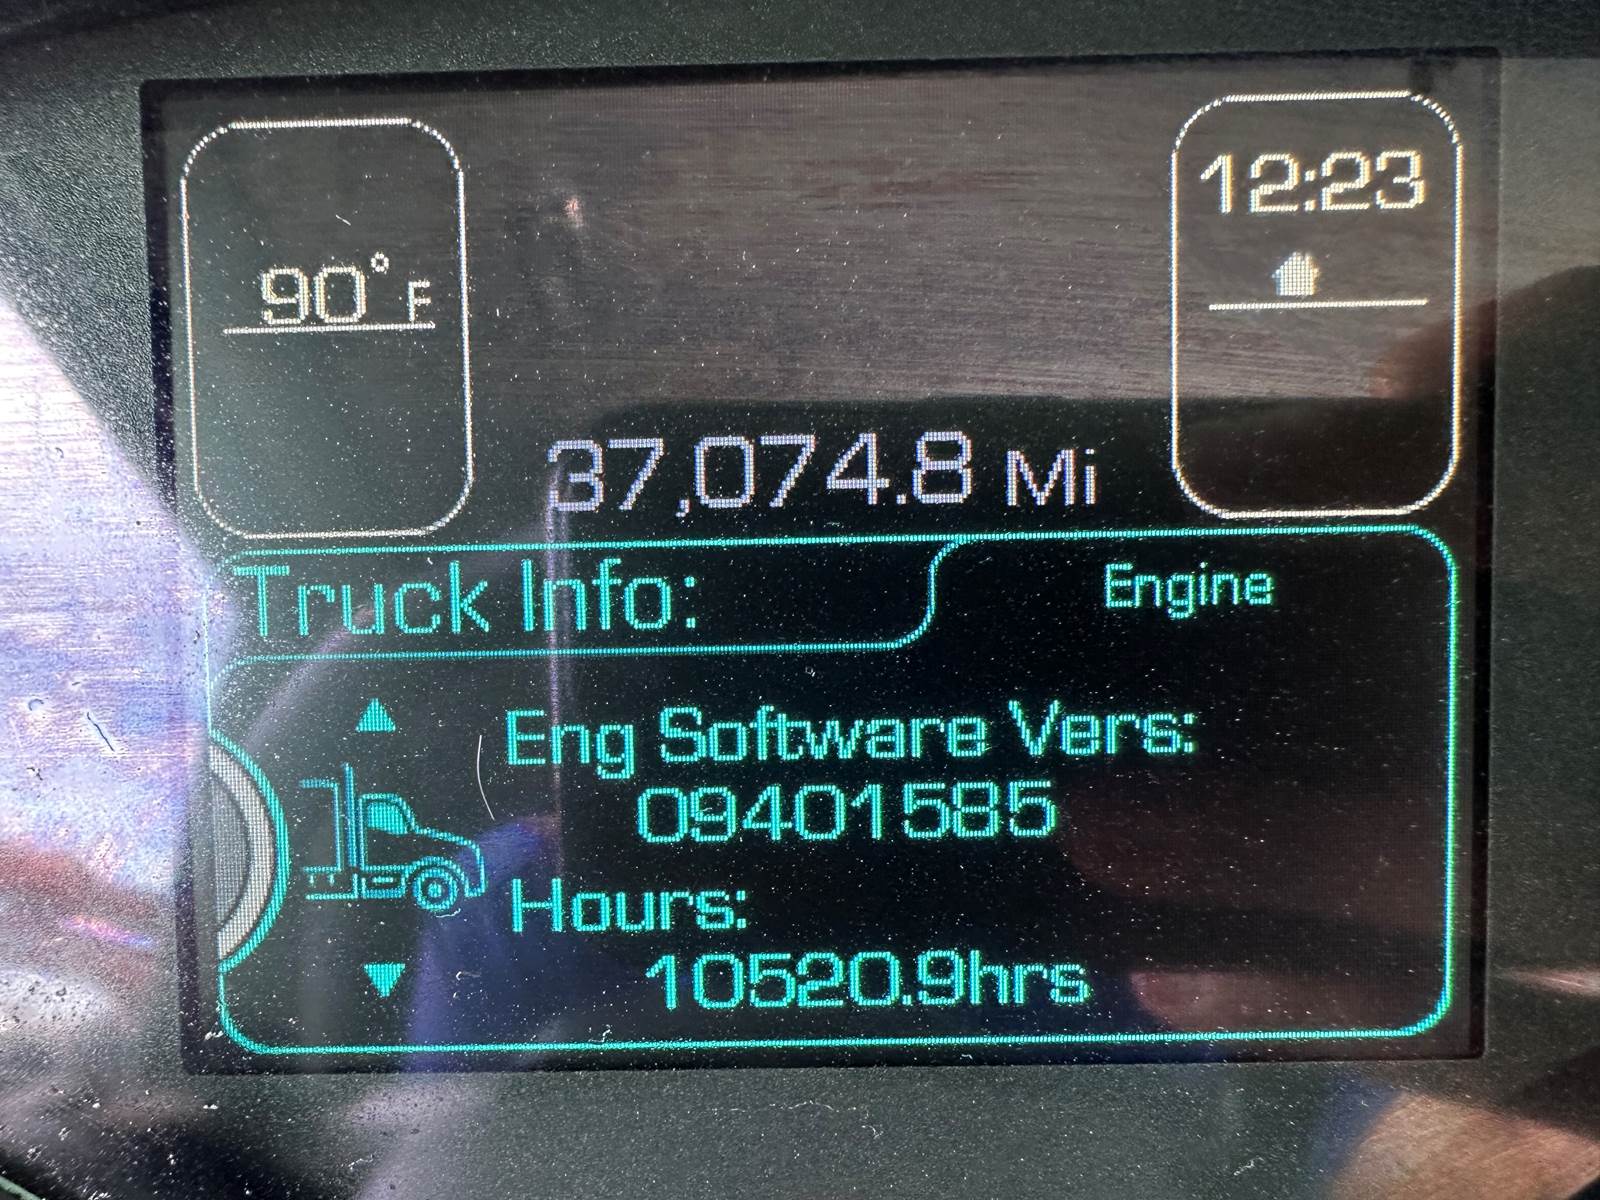 90° F
12:23
37,074.8 Mi
Truck Info:
Engine
Eng Software Vers:
09401585
Hours:
10520.9hrs